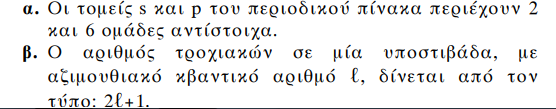 α. Οι τομείς s και p του περιοδικού πίνακα περιέχουν 2
και 6 ομάδες αντίστοιχα.
β. Ο αριθμός τροχιακών σε μία υποστιβάδα, με
αζιμουθιακό κβαντικό αριθμό ℓ, δίνεται από τον
τύπο: 2ℓ+1.